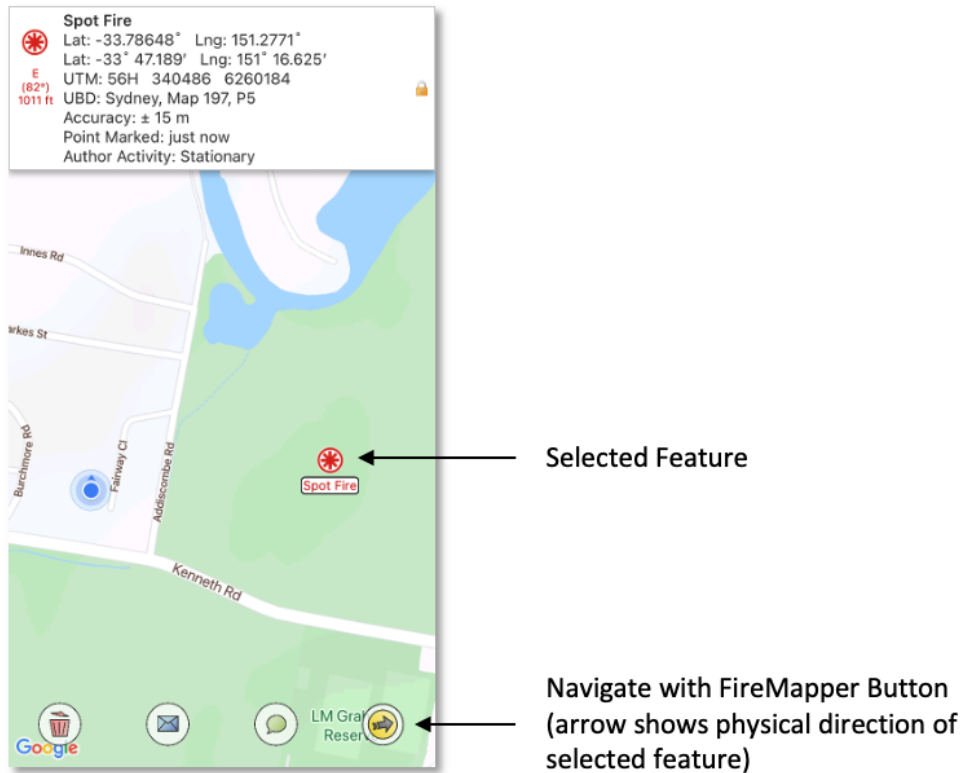 Spot Fire
Lat: -33.78648° Lng: 151.2771°
Lat: -33° 47.189' Lng: 151° 16.625'
E
UTM: 56H 340486 6260184
(82°)
1011 ft
UBD: Sydney, Map 197, P5
Accuracy: ± 15 m
Point Marked: just now
Author Activity: Stationary
Innes Rd
arkes St
Burchmore Rd
Fairway Cl
Addiscombe Rd
Spot Fire
Selected Feature
Kenneth Rd
Navigate with FireMapper Button
(arrow shows physical direction of
selected feature)
LM Gra
Reser
Google